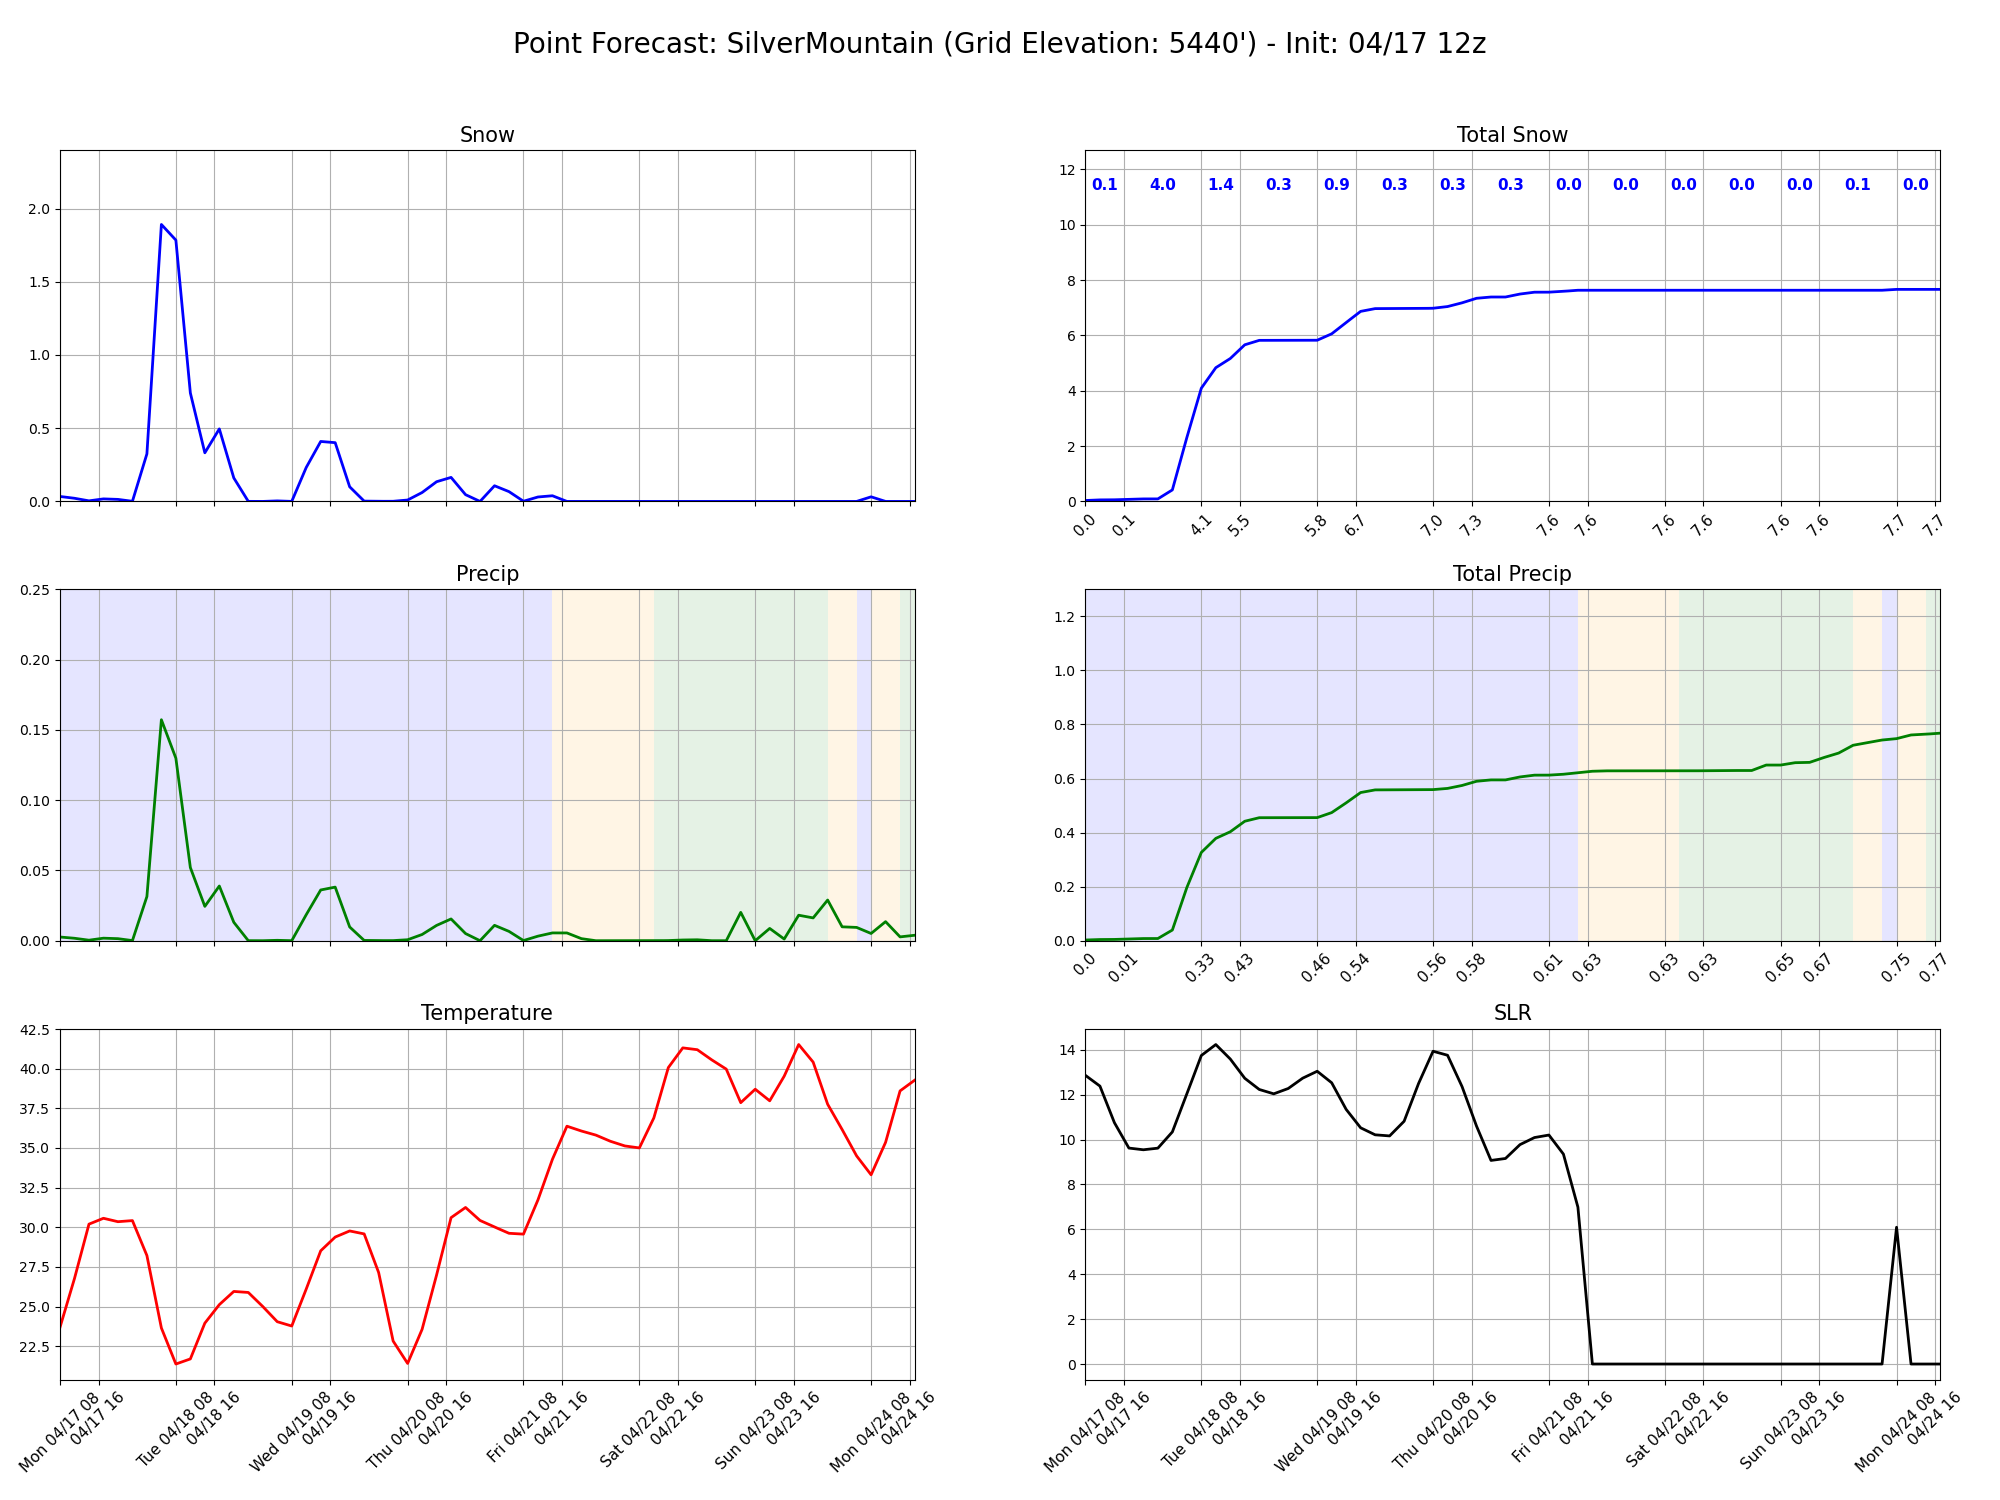 Point Forecast: SilverMountain (Grid Elevation: 5440') - Init: 04/17 12z
Snow
2.0
1.5
1.0
0.5
0.0
Total Snow
0.1 4.0 1.4 0.3 0.9 0.3 0.3 0.3 0.0 0.0 0.0 0.0 0.0 0.1 0.0
12
10
8
6
4
2
0
0.0 0.1 4.1 5.5 5.8 6.7 7.0 7.3 7.6 7.6 7.6 7.6 7.6 7.6 7.7 7.7
Precip
0.25
0.20
0.15
0.10
0.05
0.00
Total Precip
1.2
1.0
0.8
0.6
0.4
0.2
0.0
0.0 0.01 0.33 0.43 0.46 0.54 0.56 0.58 0.61 0.63 0.63 0.63 0.65 0.67 0.75 0.77
Temperature
42.5
40.0
37.5
35.0
32.5
30.0
27.5
25.0
22.5
Mon 04/17 08
04/17 16
Tue 04/18 08
04/18 16
Wed 04/19 08
04/19 16
Thu 04/20 08
04/20 16
Fri 04/21 08
04/21 16
Sat 04/22 08
04/22 16
Sun 04/23 08
04/23 16
Mon 04/24 08
04/24 16
SLR
14
12
10
8
6
4
2
0
Mon 04/17 08
04/17 16
Tue 04/18 08
04/18 16
Wed 04/19 08
04/19 16
Thu 04/20 08
04/20 16
Fri 04/21 08
04/21 16
Sat 04/22 08
04/22 16
Sun 04/23 08
04/23 16
Mon 04/24 08
04/24 16